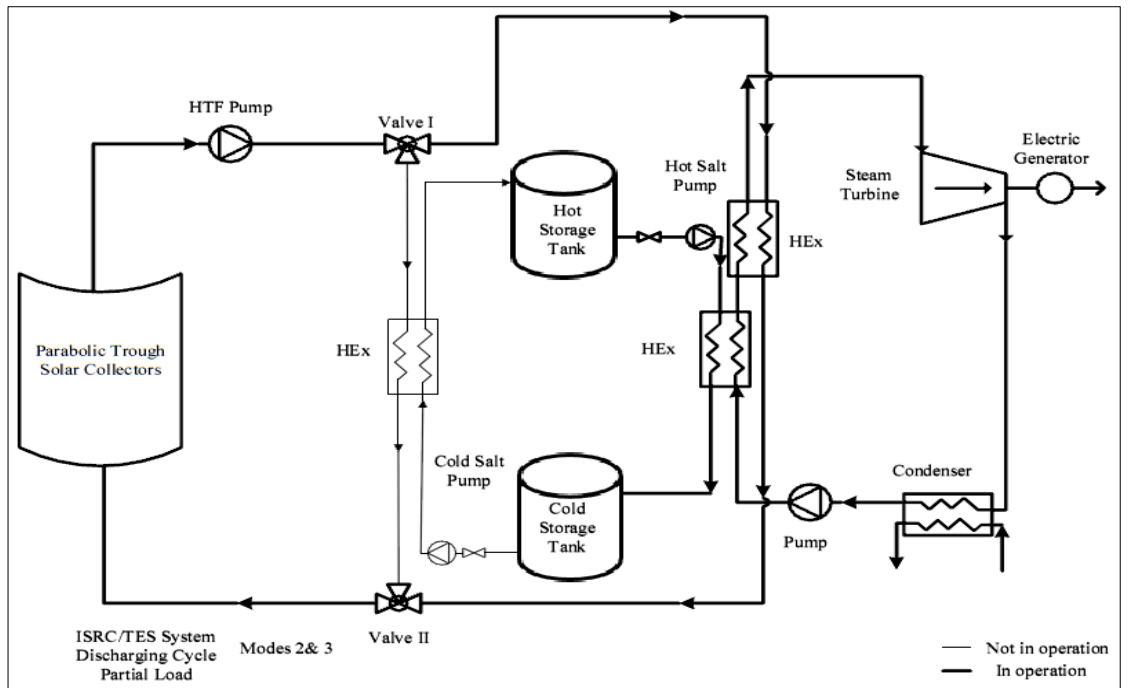 HTF Pump
Valve I
Hot Salt
Pump
Steam
Turbine
Electric
Generator
Hot
Storage
Tank
HEx
Parabolic Trough
Solar Collectors
HEx
HEx
Cold Salt
Pump
Cold
Storage
Tank
Condenser
Pump
Valve II
ISRC/TES System
Discharging Cycle
Partial Load
Modes 2& 3
Not in operation
In operation